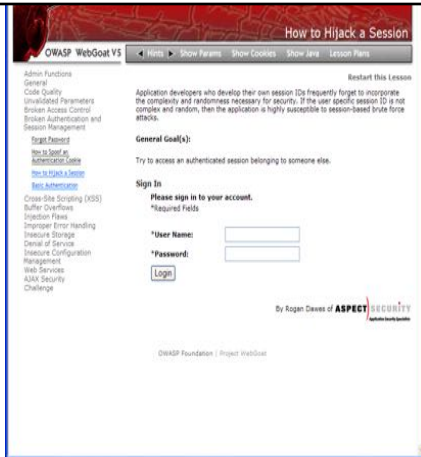 How to Hijack a Session
OWASP WebGoat V5
Hints Show Params Show Cookies Show Java Lesson Plans
Admin Functions
General
Code Quality
Unvalidated Parameters
Broken Access Control
Broken Authentication and
Session Management
Forgot Password
How to Spoof an
Authentication Cookie
How to Hijack a Session
Basic Authentication
Cross-Site Scripting (XSS)
Buffer Overflows
Injection Flaws
Improper Error Handling
Insecure Storage
Denial of Service
Insecure Configuration
Management
Web Services
AJAX Security
Challenge
Restart this Lesson
Application developers who develop their own session IDs frequently forget to incorporate
the complexity and randomness necessary for security. If the user specific session ID is not
complex and random, then the application is highly susceptible to session-based brute force
attacks.
General Goal(s):
Try to access an authenticated session belonging to someone else.
Sign In
Please sign in to your account.
*Required Fields
*User Name:
*Password:
Login
By Rogan Dawes of ASPECT SECURITY
Application Security Specialists
OWASP Foundation | Project WebGoat